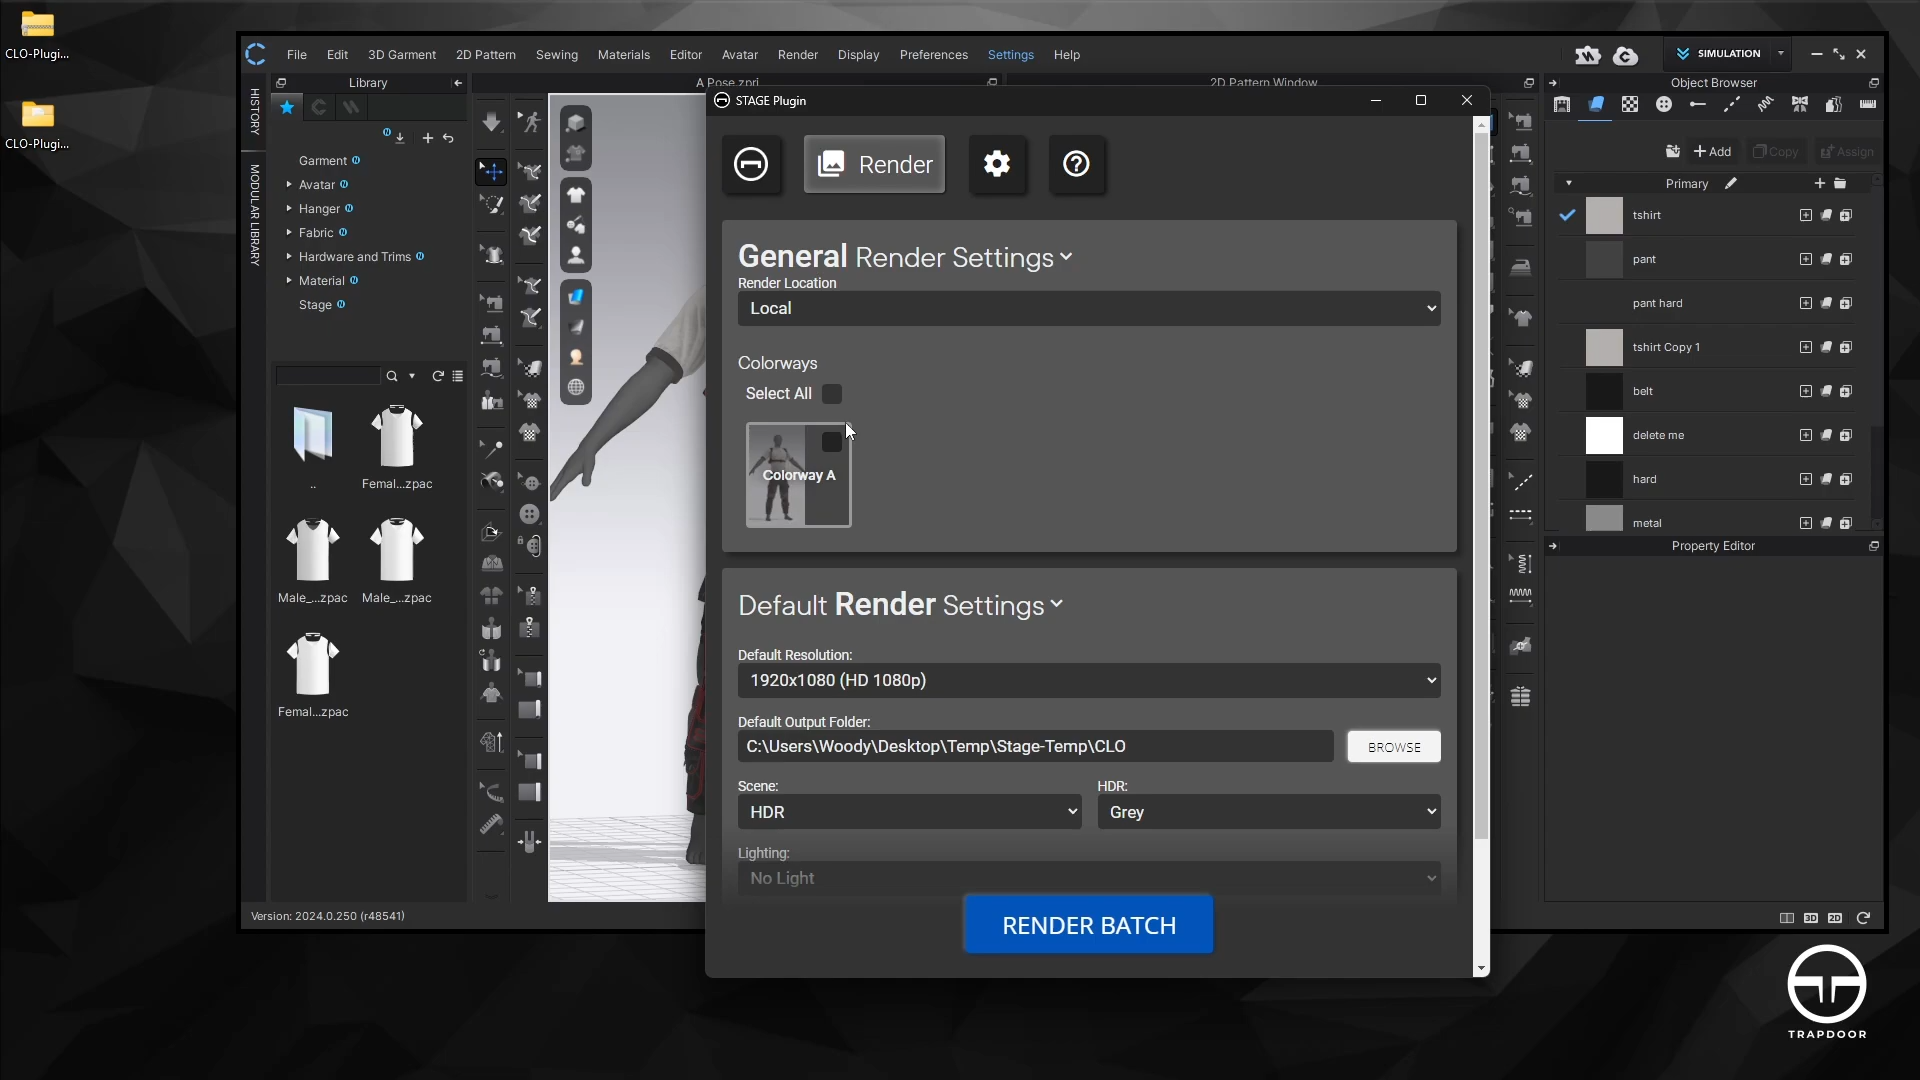 CLO-Plugi...
CLO-Plugi...
File Edit 3D Garment 2D Pattern Sewing Materials Editor Avatar Render Display Preferences Settings Help
SIMULATION
Library
A Pose.zprj
2D Pattern Window
Object Browser
HISTORY
MODULAR LIBRARY
Garment
Avatar
Hanger
Fabric
Hardware and Trims
Material
Stage
..
Femal...zpac
Male_...zpac
Male_...zpac
Femal...zpac
Version: 2024.0.250 (r48541)
STAGE Plugin
Render
General Render Settings
Render Location
Local
Colorways
Select All
Colorway A
Default Render Settings
Default Resolution:
1920x1080 (HD 1080p)
Default Output Folder:
C:\Users\Woody\Desktop\Temp\Stage-Temp\CLO
BROWSE
Scene:
HDR
HDR:
Grey
Lighting:
No Light
RENDER BATCH
+ Add
Copy
Assign
Primary
tshirt
pant
pant hard
tshirt Copy 1
belt
delete me
hard
metal
Property Editor
3D
2D
TRAPDOOR